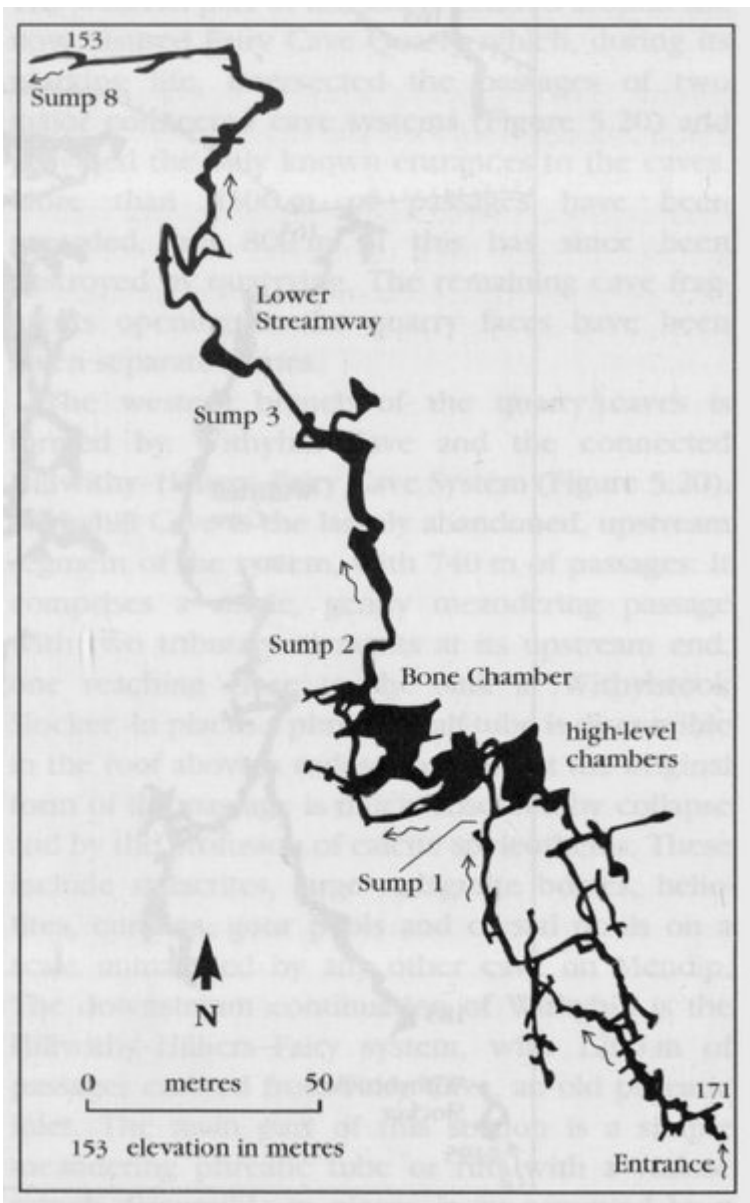 153
Sump 8
Lower
Streamway
Sump 3
Sump 2
Bone Chamber
high-level
chambers
Sump 1
N
0 metres 50
153 elevation in metres
171
Entrance